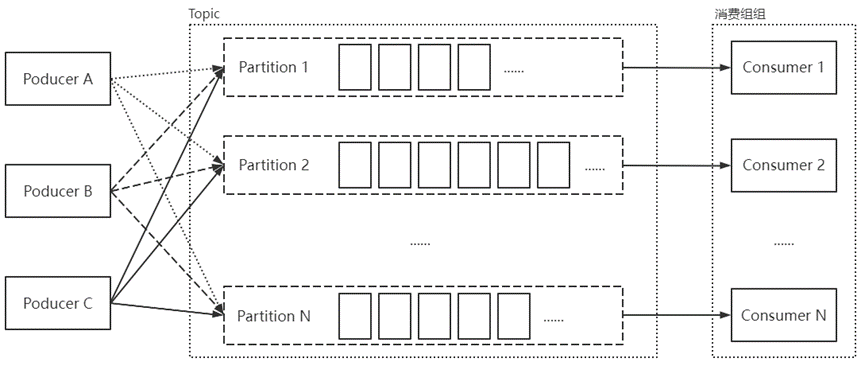 Topic
消费组组
Poducer A
Partition 1
......
Consumer 1
Poducer B
Partition 2
......
Consumer 2
......
......
Poducer C
Partition N
......
Consumer N